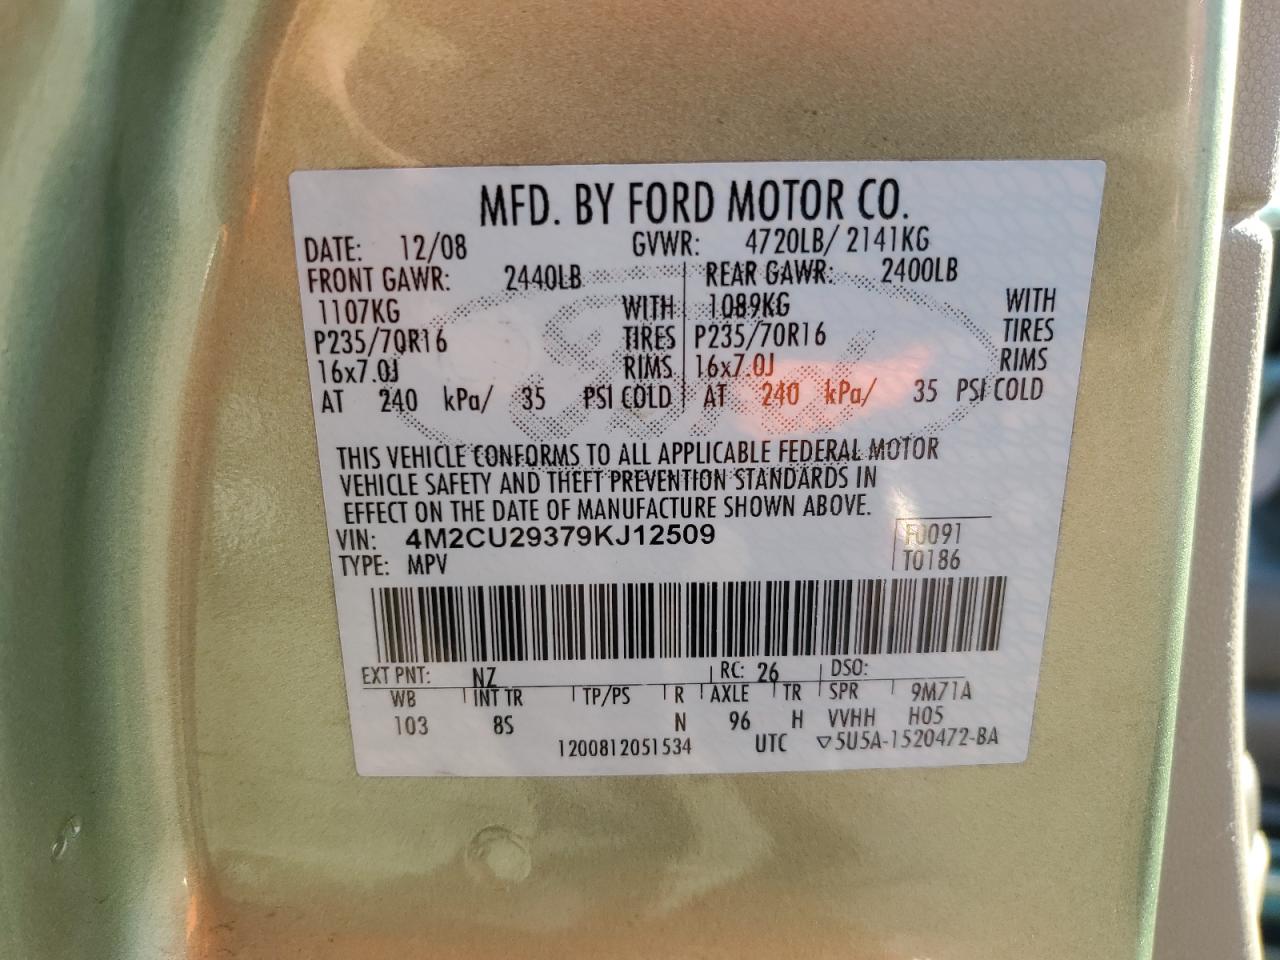 MFD. BY FORD MOTOR CO.
DATE: 12/08 GVWR: 4720LB/ 2141KG
FRONT GAWR: 2440LB REAR GAWR: 2400LB
1107KG WITH 1089KG WITH
P235/70R16 TIRES P235/70R16 TIRES
16x7.0J RIMS 16x7.0J RIMS
AT 240 kPa/ 35 PSI COLD AT 240 kPa/ 35 PSI COLD
THIS VEHICLE CONFORMS TO ALL APPLICABLE FEDERAL MOTOR
VEHICLE SAFETY AND THEFT PREVENTION STANDARDS IN
EFFECT ON THE DATE OF MANUFACTURE SHOWN ABOVE.
VIN: 4M2CU29379KJ12509 F0091
TYPE: MPV T0186
EXT PNT: NZ RC: 26 DSO:
WB INT TR TP/PS R AXLE TR SPR 9M71A
103 8S N 96 H VVHH H05
1200812051534 UTC ▽5U5A-1520472-BA